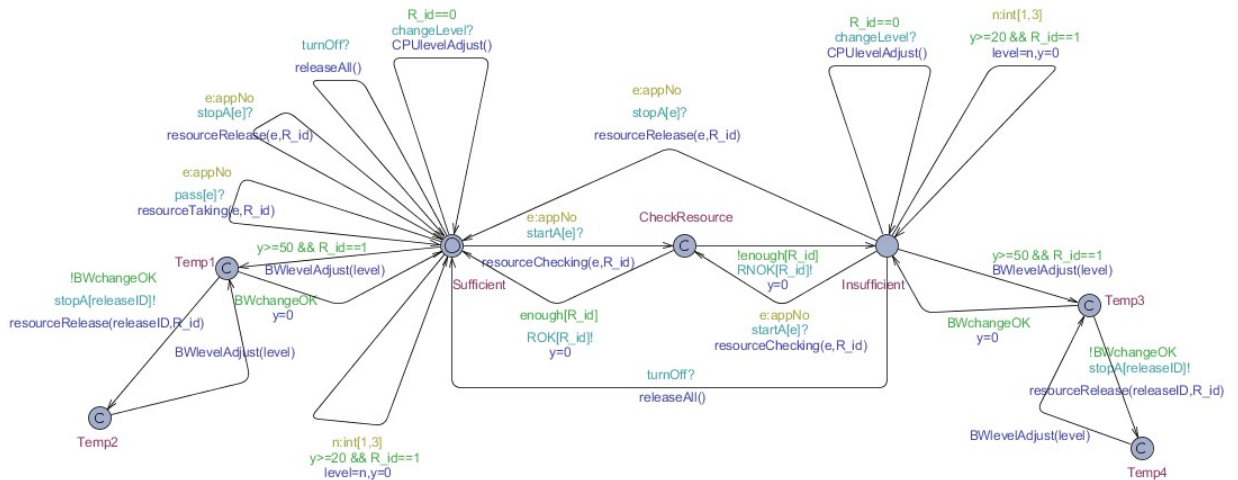 R_id==0
changeLevel?
CPUlevelAdjust()
turnOff?
releaseAll()
e:appNo
stopA[e]?
resourceRelease(e,R_id)
e:appNo
pass[e]?
resourceTaking(e,R_id)
y>=50 && R_id==1
BWlevelAdjust(level)
Temp1
!BWchangeOK
stopA[releaseID]!
resourceRelease(releaseID,R_id)
BWchangeOK
y=0
BWlevelAdjust(level)
C
C
Temp2
n:int[1,3]
y>=20 && R_id==1
level=n,y=0
Sufficient
e:appNo
startA[e]?
resourceChecking(e,R_id)
CheckResource
C
enough[R_id]
ROK[R_id]!
y=0
e:appNo
stopA[e]?
resourceRelease(e,R_id)
!enough[R_id]
RNOK[R_id]!
y=0
e:appNo
startA[e]?
resourceChecking(e,R_id)
turnOff?
releaseAll()
Insufficient
R_id==0
changeLevel?
CPUlevelAdjust()
n:int[1,3]
y>=20 && R_id==1
level=n,y=0
y>=50 && R_id==1
BWlevelAdjust(level)
C
Temp3
BWchangeOK
y=0
!BWchangeOK
stopA[releaseID]!
resourceRelease(releaseID,R_id)
BWlevelAdjust(level)
C
Temp4